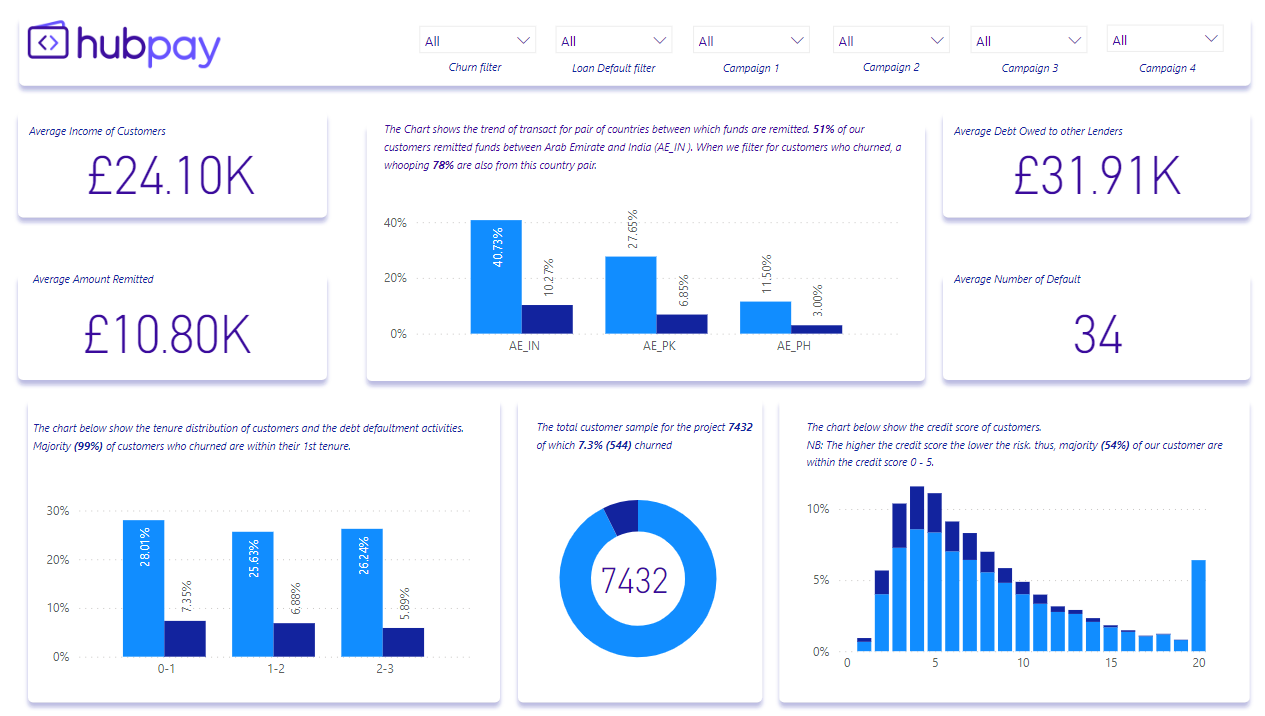 hubpay
All
All
All
All
All
All
Churn filter
Loan Default filter
Campaign 1
Campaign 2
Campaign 3
Campaign 4
Average Income of Customers
£24.10K
The Chart shows the trend of transact for pair of countries between which funds are remitted. 51% of our
customers remitted funds between Arab Emirate and India (AE_IN ). When we filter for customers who churned, a
whooping 78% are also from this country pair.
40%
20%
0%
40.73%
10.27%
27.65%
6.85%
11.50%
3.00%
AE_IN
AE_PK
AE_PH
Average Debt Owed to other Lenders
£31.91K
Average Amount Remitted
£10.80K
Average Number of Default
34
The chart below show the tenure distribution of customers and the debt defaultment activities.
Majority (99%) of customers who churned are within their 1st tenure.
30%
20%
10%
0%
28.01%
7.35%
25.63%
6.88%
26.24%
5.89%
0-1
1-2
2-3
The total customer sample for the project 7432
of which 7.3% (544) churned
7432
The chart below show the credit score of customers.
NB: The higher the credit score the lower the risk. thus, majority (54%) of our customer are
within the credit score 0 - 5.
10%
5%
0%
0
5
10
15
20